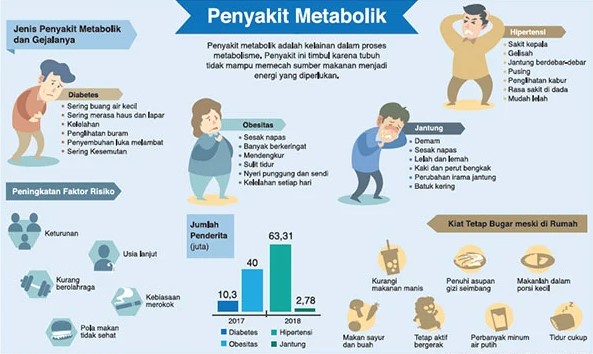 Penyakit Metabolik
Penyakit metabolik adalah kelainan dalam proses
metabolisme. Penyakit ini timbul karena tubuh
tidak mampu memecah sumber makanan menjadi
energi yang diperlukan.
Jenis Penyakit Metabolik
dan Gejalanya
Diabetes
• Sering buang air kecil
• Sering merasa haus dan lapar
• Kelelahan
• Penglihatan buram
• Penyembuhan luka melambat
• Sering Kesemutan
Obesitas
• Sesak napas
• Banyak berkeringat
• Mendengkur
• Sulit tidur
• Nyeri punggung dan sendi
• Kelelahan setiap hari
Jantung
• Demam
• Sesak napas
• Lelah dan lemah
• Kaki dan perut bengkak
• Perubahan irama jantung
• Batuk kering
Hipertensi
• Sakit kepala
• Gelisah
• Jantung berdebar-debar
• Pusing
• Penglihatan kabur
• Rasa sakit di dada
• Mudah lelah
Peningkatan Faktor Risiko
Keturunan
Usia lanjut
Kurang
berolahraga
Kebiasaan
merokok
Pola makan
tidak sehat
Jumlah
Penderita
(juta)
10,3
40
63,31
2,78
2017
2018
Diabetes
Hipertensi
Obesitas
Jantung
Kiat Tetap Bugar meski di Rumah
Kurangi
makanan manis
Penuhi asupan
gizi seimbang
Makanlah dalam
porsi kecil
Makan sayur
dan buah
Tetap aktif
bergerak
Perbanyak minum
air putih
Tidur cukup